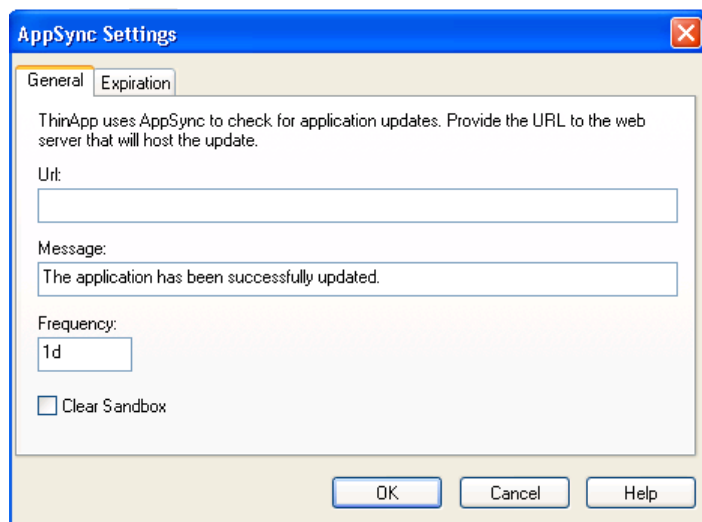 AppSync Settings
General Expiration
ThinApp uses AppSync to check for application updates. Provide the URL to the web
server that will host the update.
Url:
Message:
The application has been successfully updated.
Frequency:
1d
Clear Sandbox
OK Cancel Help